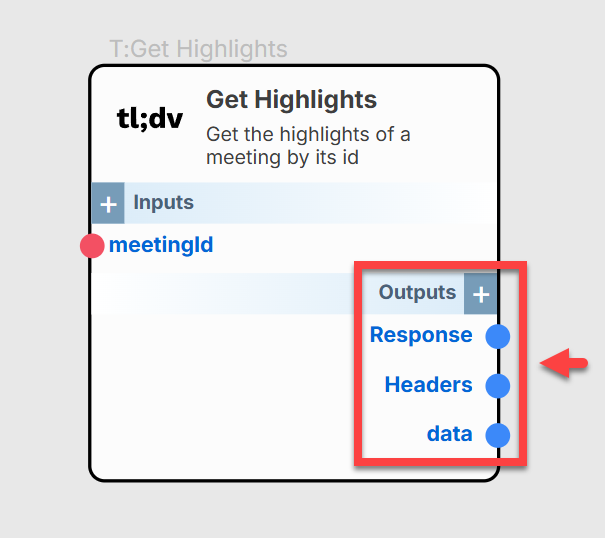 T:Get Highlights
tl;dv
Get Highlights
Get the highlights of a
meeting by its id
+ Inputs
meetingId
Outputs +
Response
Headers
data